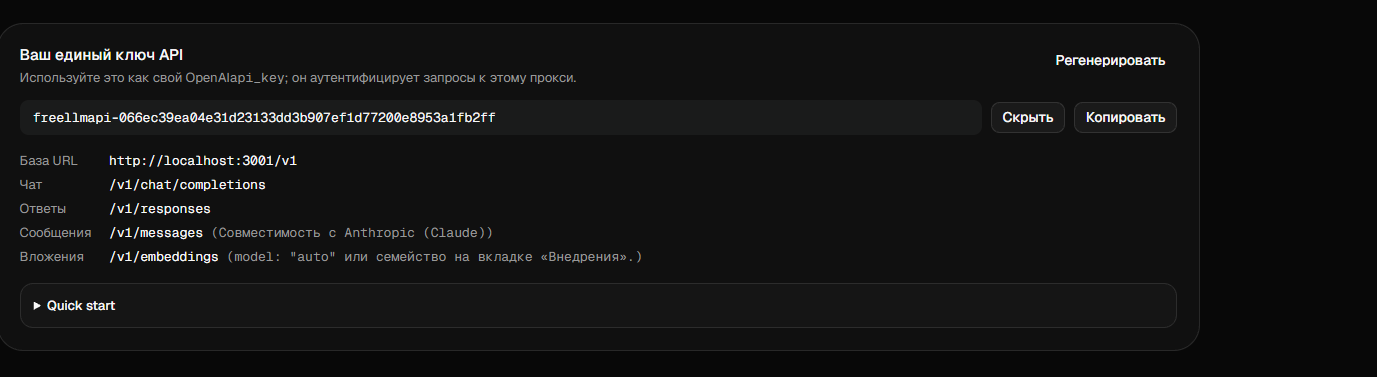 Ваш единый ключ API
Регенерировать
Используйте это как свой OpenAIapi_key; он аутентифицирует запросы к этому прокси.
freellmapi-066ec39ea04e31d23133dd3b907ef1d77200e8953a1fb2ff
Скрыть
Копировать
База URL http://localhost:3001/v1
Чат /v1/chat/completions
Ответы /v1/responses
Сообщения /v1/messages (Совместимость с Anthropic (Claude))
Вложения /v1/embeddings (model: "auto" или семейство на вкладке «Внедрения».)
Quick start